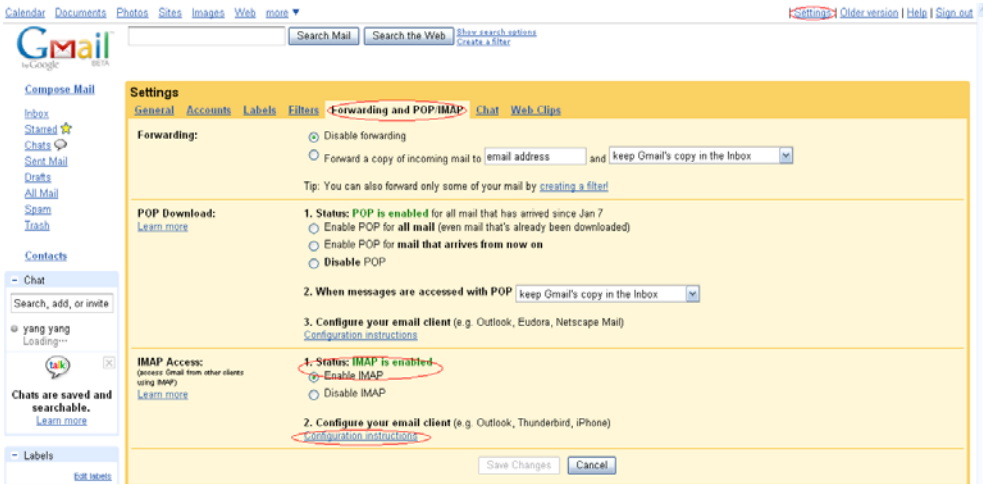 Calendar Documents Photos Sites Images Web more ▼
Settings | Older version | Help | Sign out
Gmail
by Google BETA
Search Mail Search the Web Show search options
Create a filter
Compose Mail
Inbox
Starred
Chats
Sent Mail
Drafts
All Mail
Spam
Trash
Contacts
− Chat
Search, add, or invite
yang yang
Loading...
talk
Chats are saved and
searchable.
Learn more
− Labels
Edit labels
Settings
General Accounts Labels Filters Forwarding and POP/IMAP Chat Web Clips
Forwarding:
Disable forwarding
Forward a copy of incoming mail to email address and keep Gmail's copy in the Inbox
Tip: You can also forward only some of your mail by creating a filter!
POP Download:
Learn more
1. Status: POP is enabled for all mail that has arrived since Jan 7
Enable POP for all mail (even mail that's already been downloaded)
Enable POP for mail that arrives from now on
Disable POP
2. When messages are accessed with POP keep Gmail's copy in the Inbox
3. Configure your email client (e.g. Outlook, Eudora, Netscape Mail)
Configuration instructions
IMAP Access:
(access Gmail from other clients
using IMAP)
Learn more
1. Status: IMAP is enabled
Enable IMAP
Disable IMAP
2. Configure your email client (e.g. Outlook, Thunderbird, iPhone)
Configuration instructions
Save Changes Cancel